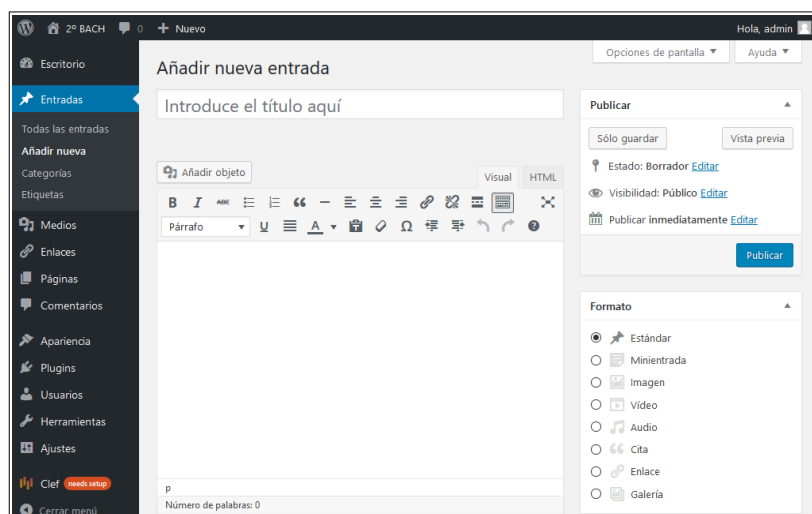 2º BACH 0 Nuevo Hola, admin
Escritorio
Entradas
Todas las entradas
Añadir nueva
Categorías
Etiquetas
Medios
Enlaces
Páginas
Comentarios
Apariencia
Plugins
Usuarios
Herramientas
Ajustes
Clef needs setup
Cerrar menú
Opciones de pantalla Ayuda
Añadir nueva entrada
Introduce el título aquí
Añadir objeto
Visual HTML
B I ABC
Párrafo U A Ω
p
Número de palabras: 0
Publicar
Sólo guardar Vista previa
Estado: Borrador Editar
Visibilidad: Público Editar
Publicar inmediatamente Editar
Publicar
Formato
Estándar
Minientrada
Imagen
Vídeo
Audio
Cita
Enlace
Galería